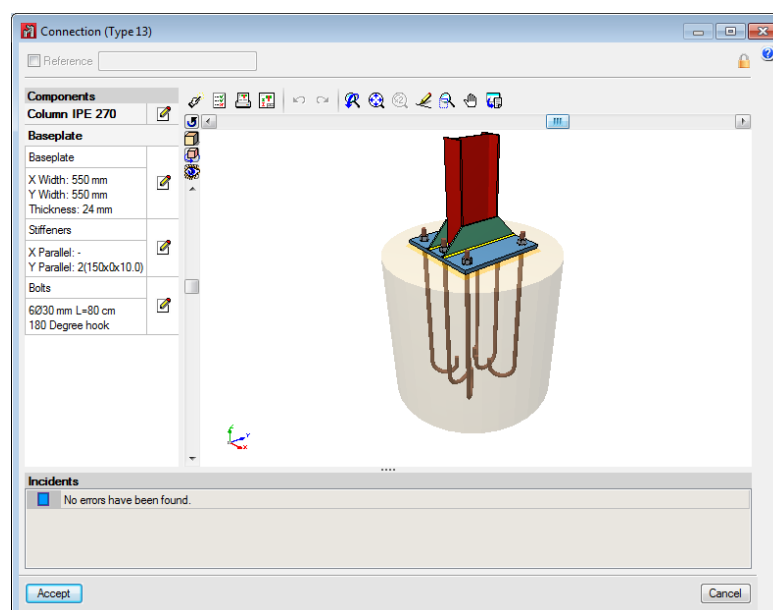 Connection (Type 13)
Reference
Components
Column IPE 270
Baseplate
Baseplate
X Width: 550 mm
Y Width: 550 mm
Thickness: 24 mm
Stiffeners
X Parallel: -
Y Parallel: 2(150x0x10.0)
Bolts
6Ø30 mm L=80 cm
180 Degree hook
Incidents
No errors have been found.
Accept
Cancel